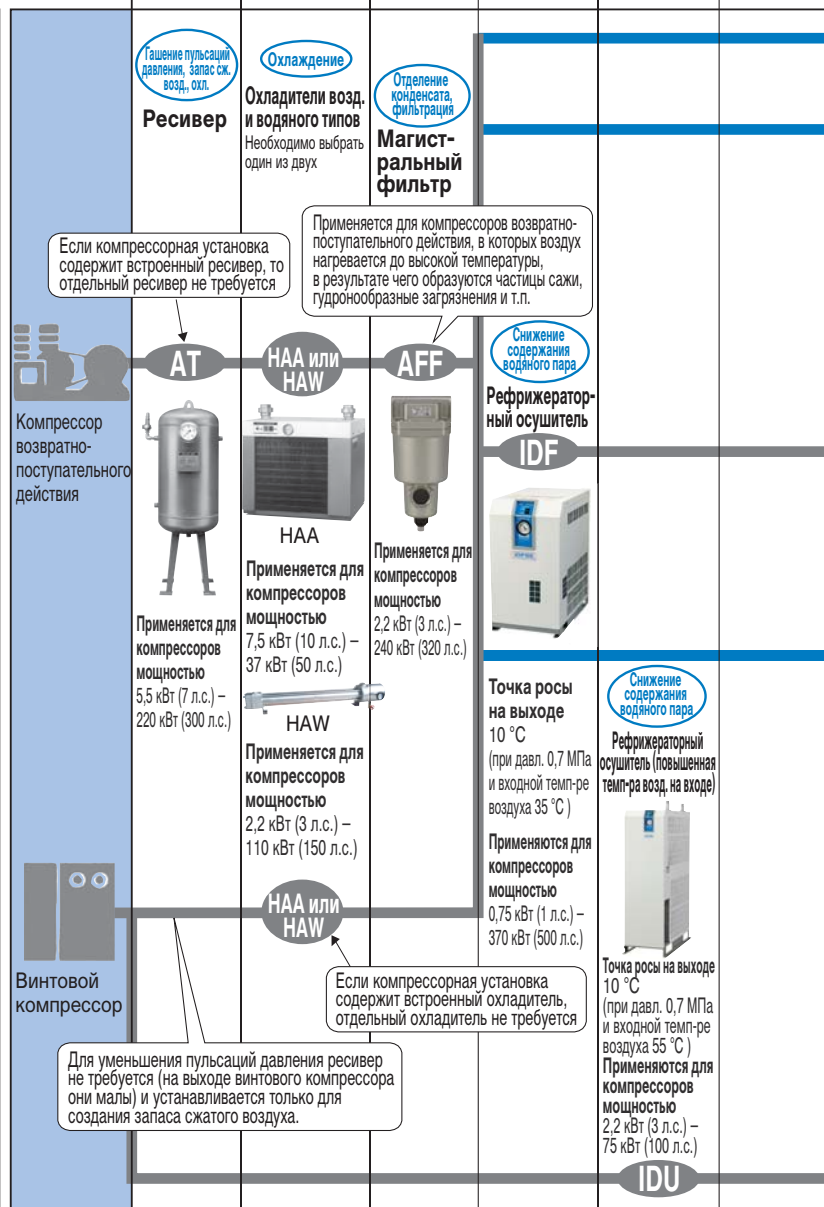 Гашение пульсаций
давления, запас сж.
возд., охл.
Ресивер
Охлаждение
Охладители возд.
и водяного типов
Необходимо выбрать
один из двух
Отделение
конденсата,
фильтрация
Магист-
ральный
фильтр
Если компрессорная установка
содержит встроенный ресивер, то
отдельный ресивер не требуется
Применяется для компрессоров возвратно-
поступательного действия, в которых воздух
нагревается до высокой температуры,
в результате чего образуются частицы сажи,
гудронообразные загрязнения и т.п.
AT
HAA или
HAW
AFF
Компрессор
возвратно-
поступательного
действия
Применяется для
компрессоров
мощностью
5,5 кВт (7 л.с.) –
220 кВт (300 л.с.)
HAA
Применяется для
компрессоров
мощностью
7,5 кВт (10 л.с.) –
37 кВт (50 л.с.)
HAW
Применяется для
компрессоров
мощностью
2,2 кВт (3 л.с.) –
110 кВт (150 л.с.)
Применяется для
компрессоров
мощностью
2,2 кВт (3 л.с.) –
240 кВт (320 л.с.)
Снижение
содержания
водяного пара
Рефрижератор-
ный осушитель
IDF
Точка росы
на выходе
10 °C
(при давл. 0,7 МПа
и входной темп-ре
воздуха 35 °C )
Применяются для
компрессоров
мощностью
0,75 кВт (1 л.с.) –
370 кВт (500 л.с.)
Снижение
содержания
водяного пара
Рефрижераторный
осушитель (повышенная
темп-ра возд. на входе)
Точка росы на выходе
10 °C
(при давл. 0,7 МПа
и входной темп-ре
воздуха 55 °C )
Применяются для
компрессоров
мощностью
2,2 кВт (3 л.с.) –
75 кВт (100 л.с.)
IDU
Винтовой
компрессор
HAA или
HAW
Если компрессорная установка
содержит встроенный охладитель,
отдельный охладитель не требуется
Для уменьшения пульсаций давления ресивер
не требуется (на выходе винтового компрессора
они малы) и устанавливается только для
создания запаса сжатого воздуха.